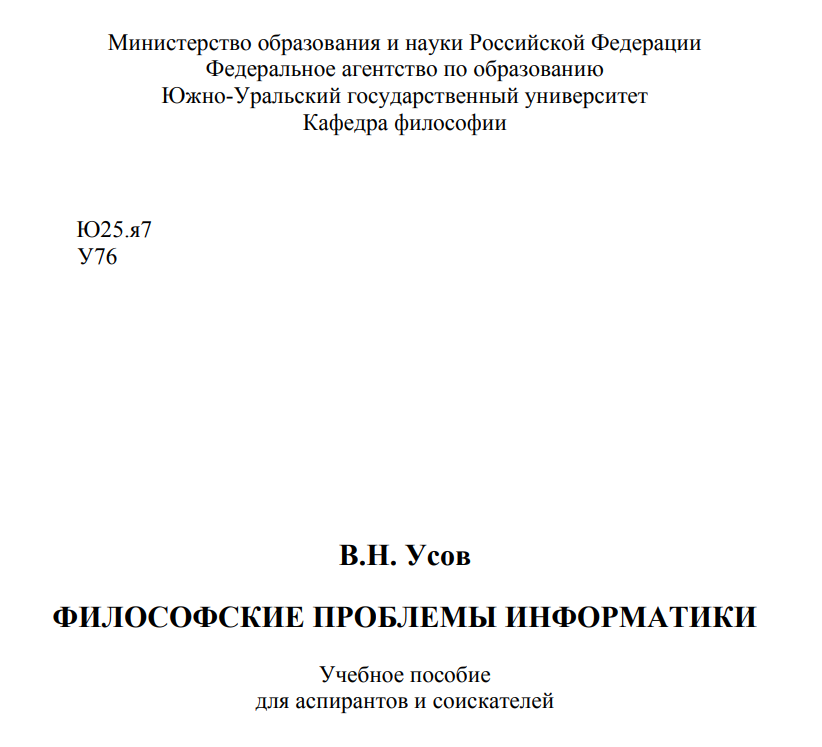 Министерство образования и науки Российской Федерации
Федеральное агентство по образованию
Южно-Уральский государственный университет
Кафедра философии
Ю25.я7
У76
В.Н. Усов
ФИЛОСОФСКИЕ ПРОБЛЕМЫ ИНФОРМАТИКИ
Учебное пособие
для аспирантов и соискателей